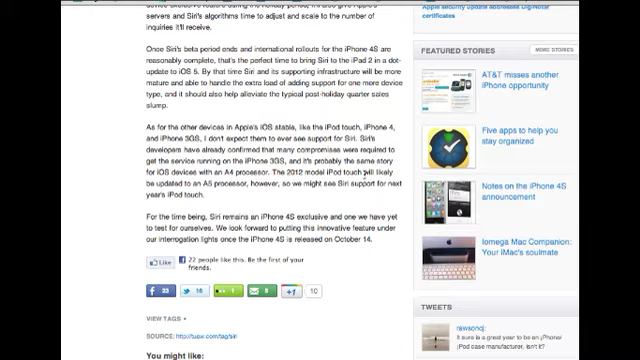 servers and Siri's algorithms time to adjust and scale to the number of
inquiries it'll receive.
Once Siri's beta period ends and international rollouts for the iPhone 4S are
reasonably complete, that's the perfect time to bring Siri to the iPad 2 in a dot-
update to iOS 5. By that time Siri and its supporting infrastructure will be more
mature and able to handle the extra load of adding support for one more device
type, and it should also help alleviate the typical post-holiday quarter sales
slump.
As for the other devices in Apple's iOS stable, like the iPod touch, iPhone 4,
and iPhone 3GS, I don't expect them to ever see support for Siri. Siri's
developers have already confirmed that many compromises were required to
get the service running on the iPhone 3GS, and it's probably the same story
for iOS devices with an A4 processor. The 2012 model iPod touch will likely
be updated to an A5 processor, however, so we might see Siri support for next
year's iPod touch.
For the time being, Siri remains an iPhone 4S exclusive and one we have yet
to test for ourselves. We look forward to putting this innovative feature under
our interrogation lights once the iPhone 4S is released on October 14.
Like
22 people like this. Be the first of your
friends.
23
16
1
5
+1
10
VIEW TAGS
SOURCE: http://tuaw.com/tag/siri
You might like:
Apple security update addresses DigiNotar
certificates
FEATURED STORIES
MORE STORIES
AT&T misses another
iPhone opportunity
Five apps to help you
stay organized
Notes on the iPhone 4S
announcement
Iomega Mac Companion:
Your iMac's soulmate
TWEETS
rawsoncj:
It sure is a great year to be an iPhone/
iPod case manufacturer, isn't it?